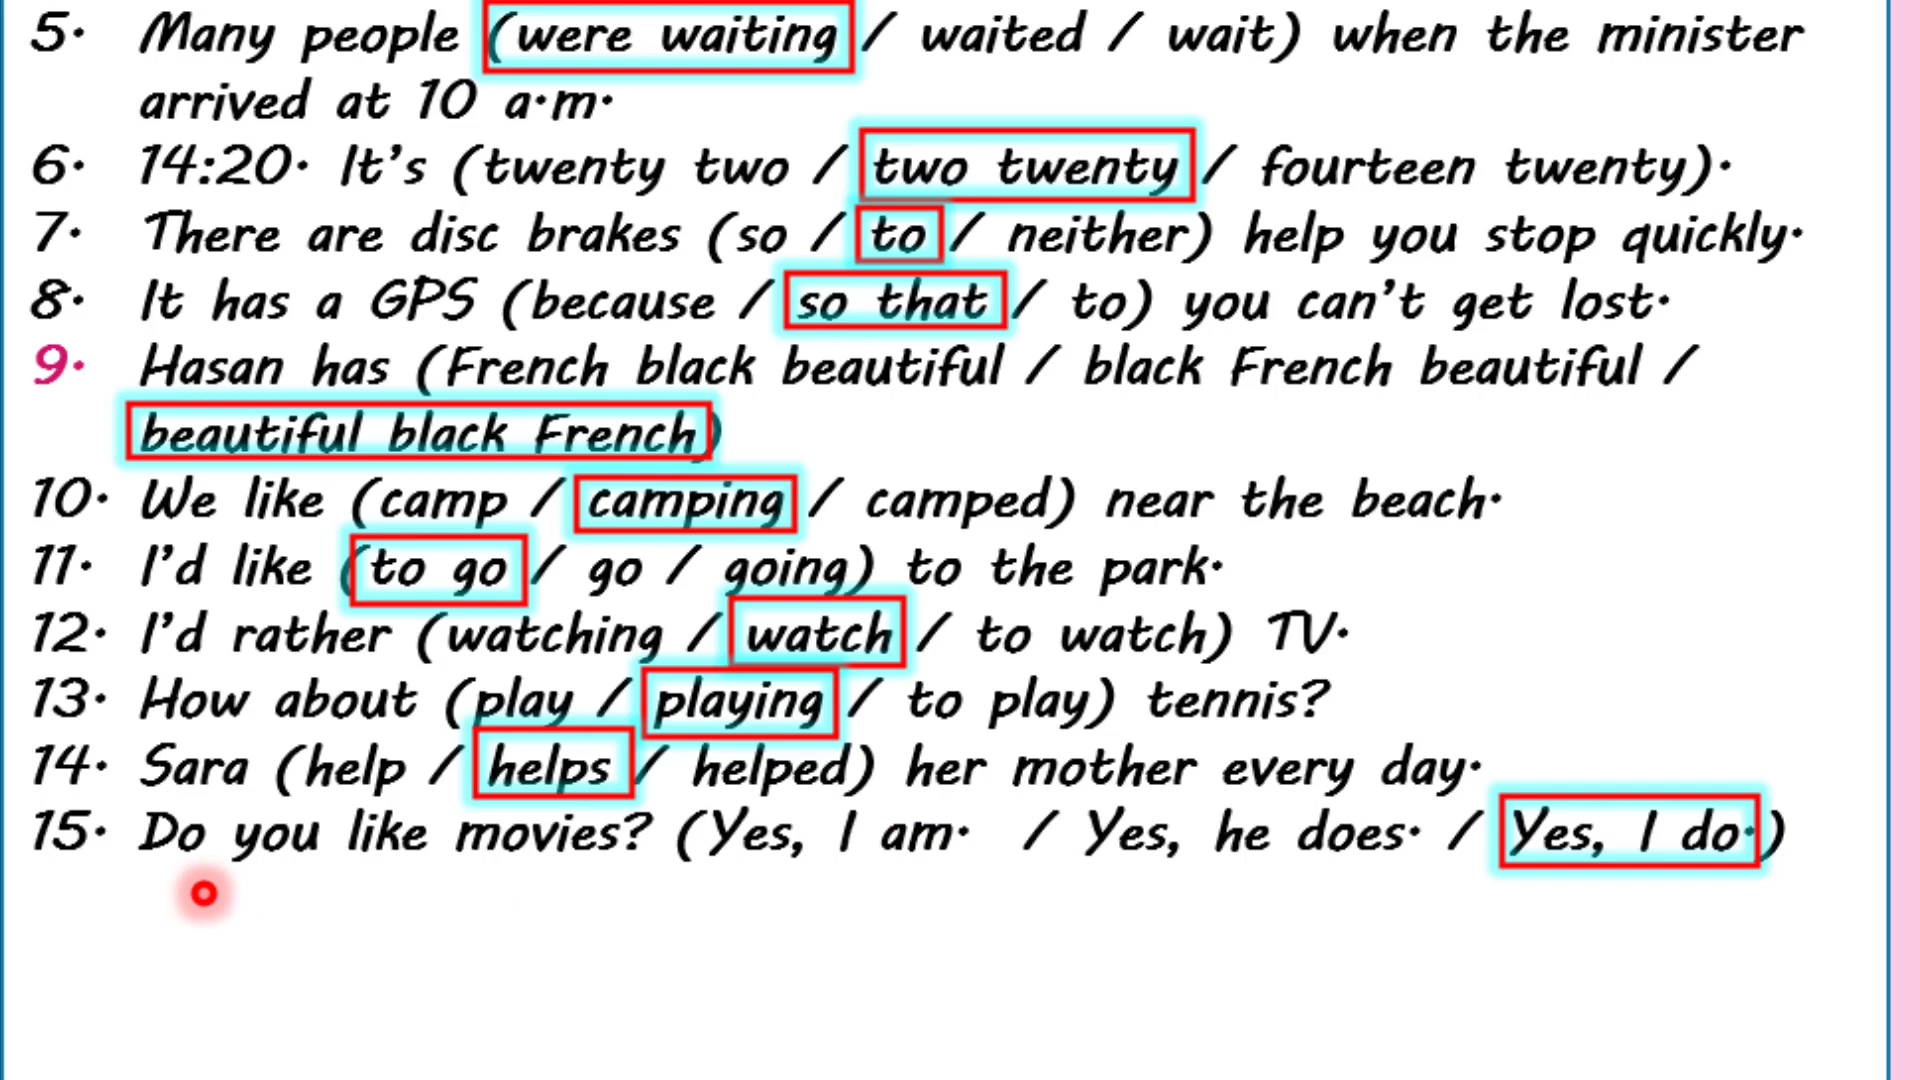 5. Many people (were waiting / waited / wait) when the minister
arrived at 10 a.m.
6. 14:20. It's (twenty two / two twenty / fourteen twenty).
7. There are disc brakes (so / to / neither) help you stop quickly.
8. It has a GPS (because / so that / to) you can't get lost.
9. Hasan has (French black beautiful / black French beautiful /
beautiful black French)
10. We like (camp / camping / camped) near the beach.
11. I'd like (to go / go / going) to the park.
12. I'd rather (watching / watch / to watch) TV.
13. How about (play / playing / to play) tennis?
14. Sara (help / helps / helped) her mother every day.
15. Do you like movies? (Yes, I am. / Yes, he does. / Yes, I do.)